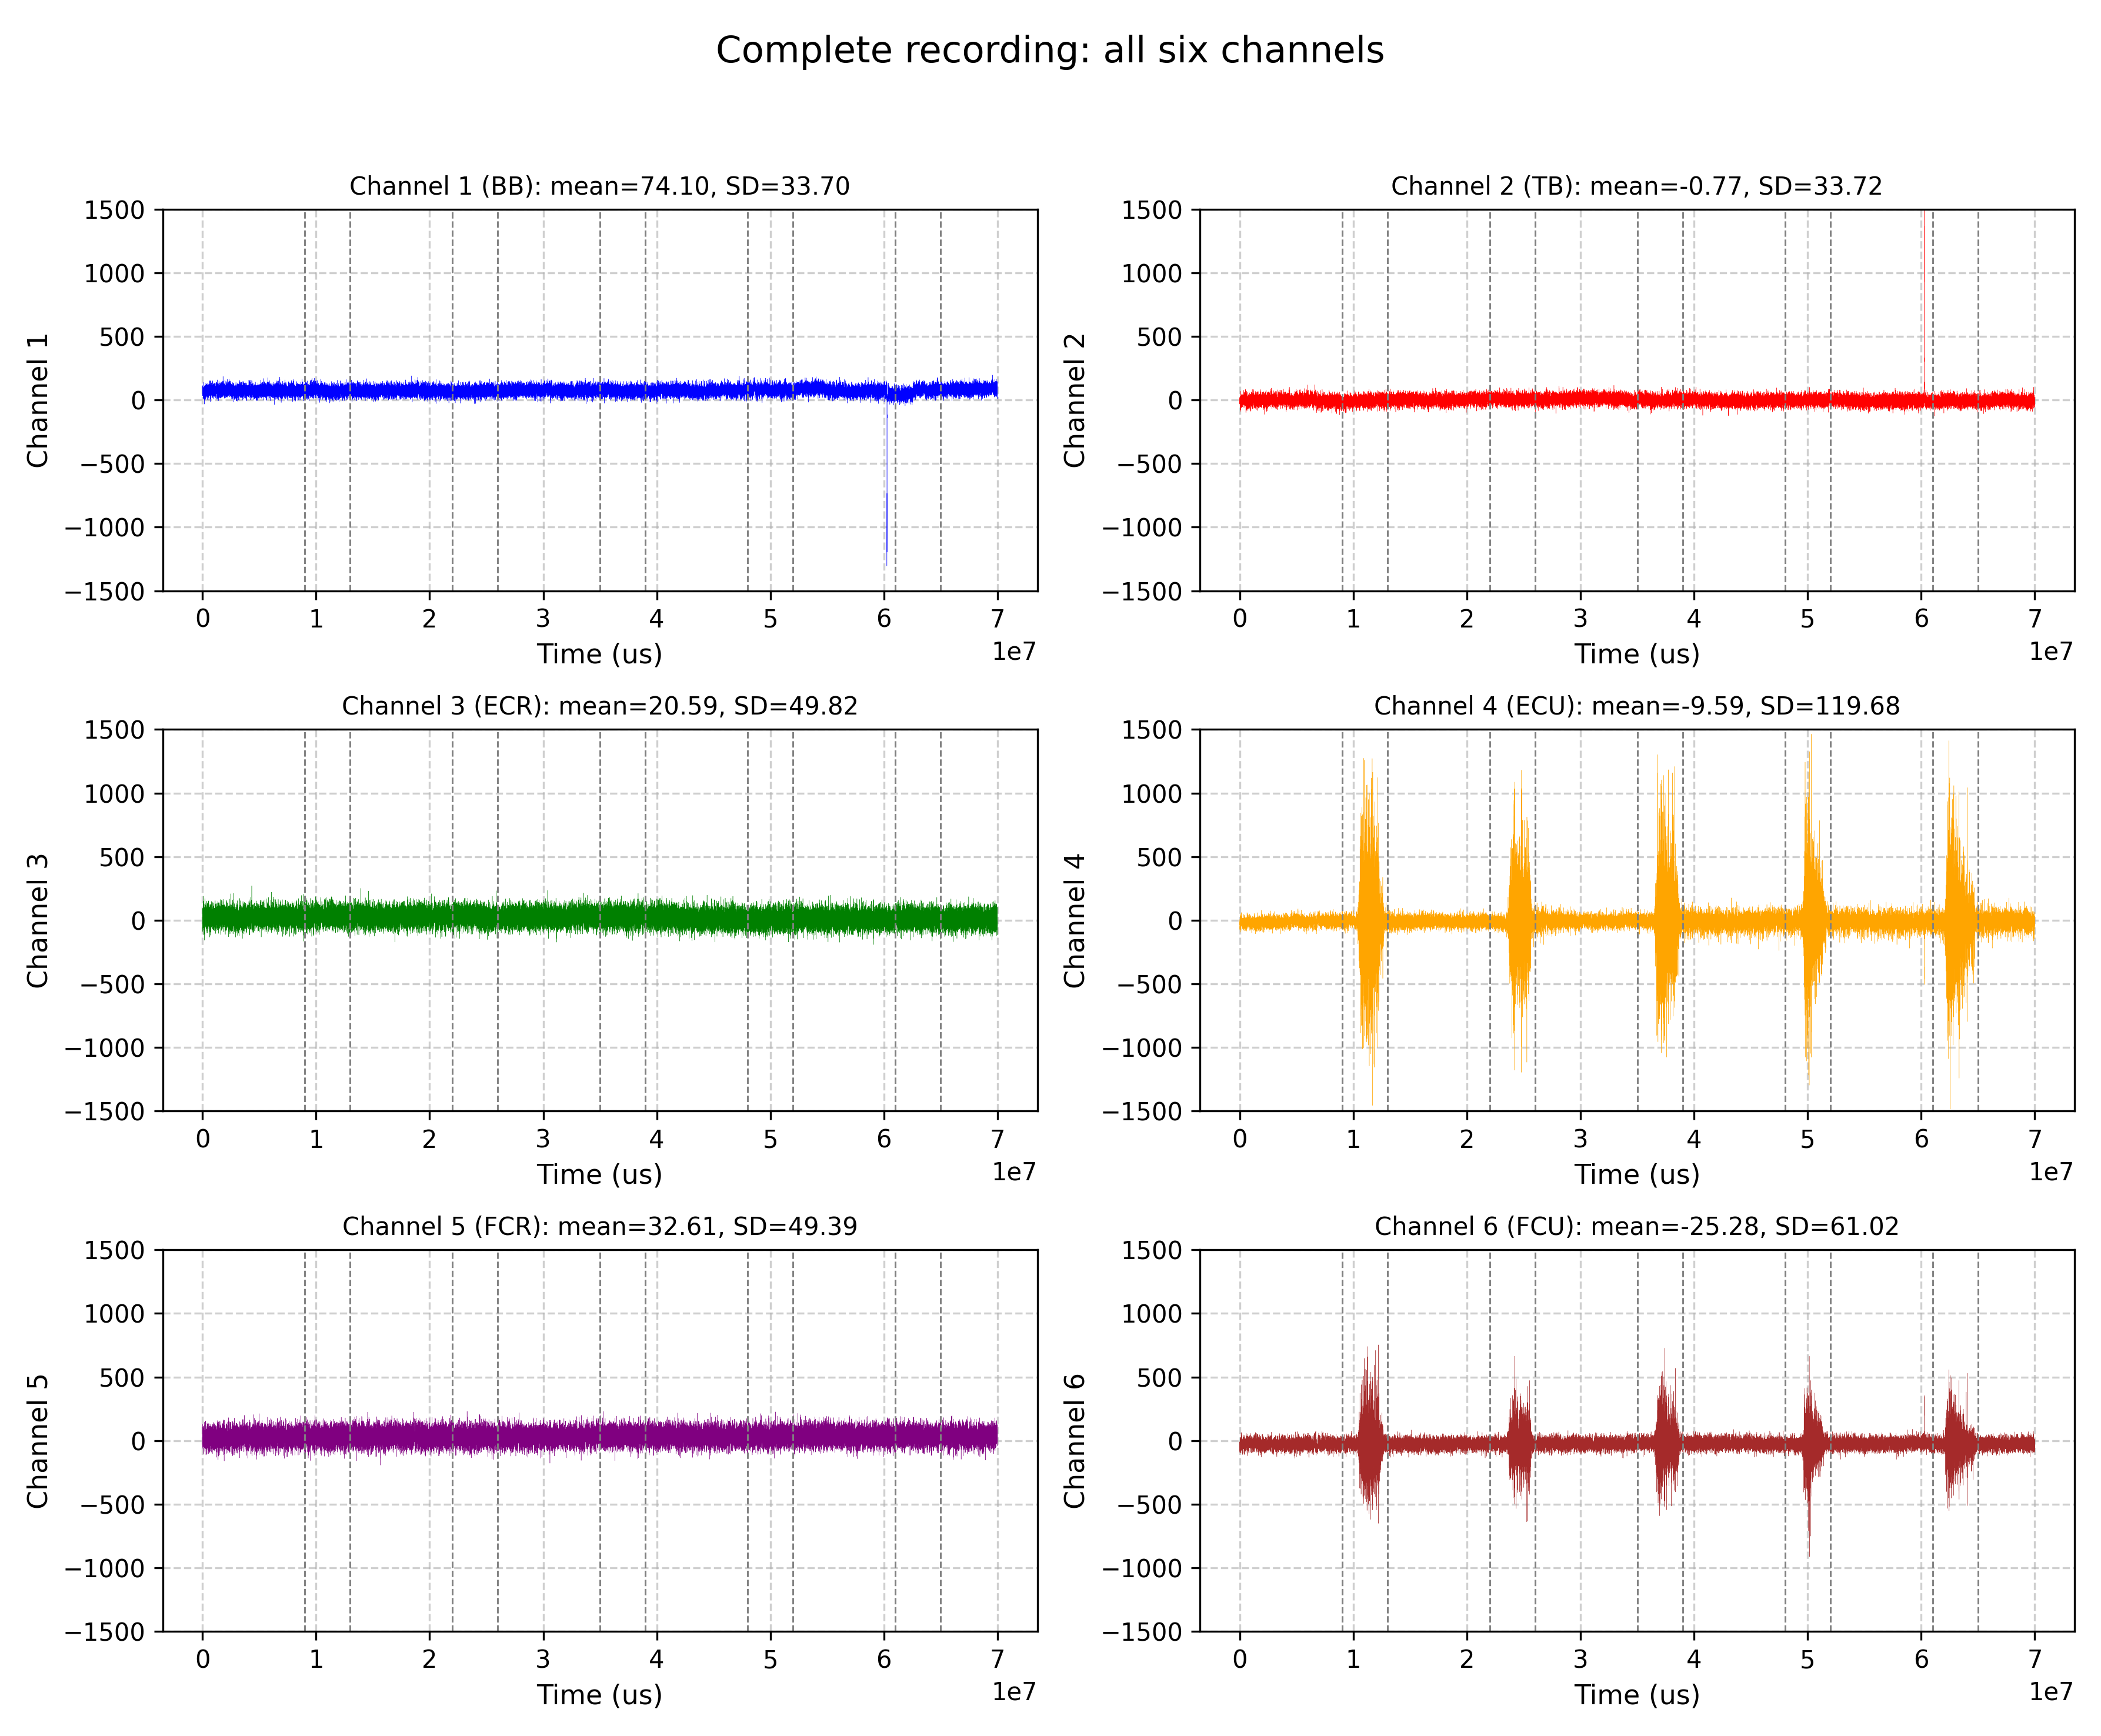 Complete recording: all six channels
Channel 1 (BB): mean=74.10, SD=33.70
1500
1000
500
0
−500
−1000
−1500
Channel 1
0 1 2 3 4 5 6 7
Time (us)
1e7
Channel 2 (TB): mean=-0.77, SD=33.72
1500
1000
500
0
−500
−1000
−1500
Channel 2
0 1 2 3 4 5 6 7
Time (us)
1e7
Channel 3 (ECR): mean=20.59, SD=49.82
1500
1000
500
0
−500
−1000
−1500
Channel 3
0 1 2 3 4 5 6 7
Time (us)
1e7
Channel 4 (ECU): mean=-9.59, SD=119.68
1500
1000
500
0
−500
−1000
−1500
Channel 4
0 1 2 3 4 5 6 7
Time (us)
1e7
Channel 5 (FCR): mean=32.61, SD=49.39
1500
1000
500
0
−500
−1000
−1500
Channel 5
0 1 2 3 4 5 6 7
Time (us)
1e7
Channel 6 (FCU): mean=-25.28, SD=61.02
1500
1000
500
0
−500
−1000
−1500
Channel 6
0 1 2 3 4 5 6 7
Time (us)
1e7